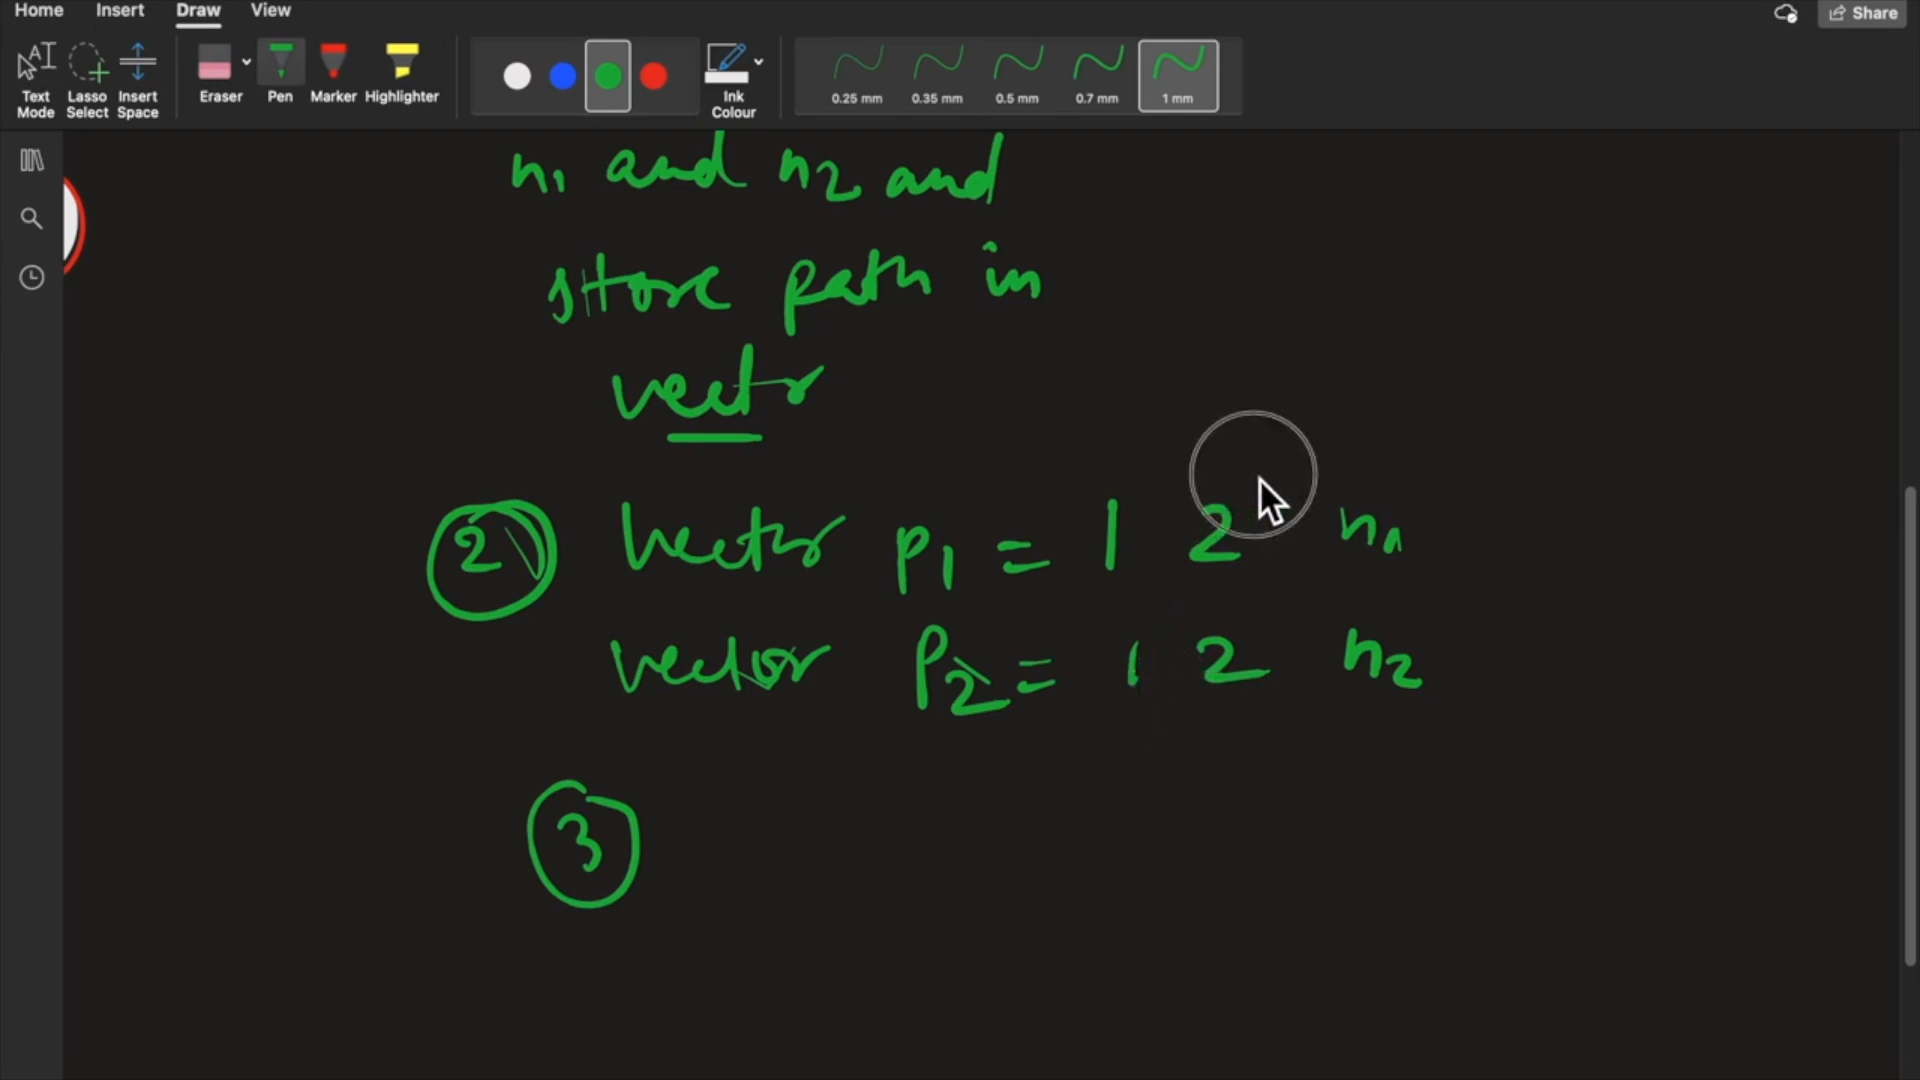 Home Insert Draw View
Share
Text Mode
Lasso Select
Insert Space
Eraser
Pen
Marker
Highlighter
Ink Colour
0.25 mm
0.35 mm
0.5 mm
0.7 mm
1 mm
n1 and n2 and
store path in
vector
2 Vector P1 = 1 2 n1
vector P2 = 1 2 n2
3